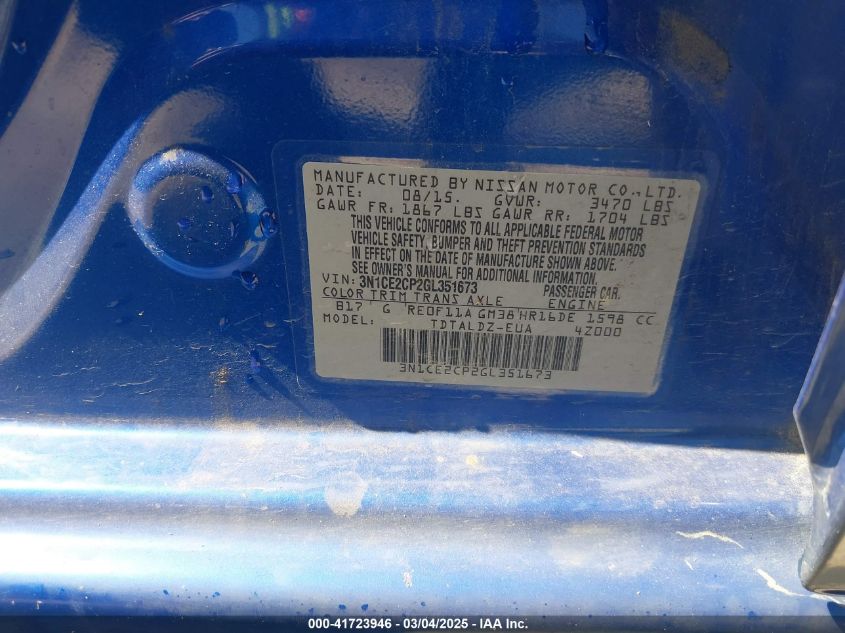 MANUFACTURED BY NISSAN MOTOR CO.,LTD.
DATE: 08/15. GVWR: 3470 LBS
GAWR FR: 1867 LBS GAWR RR: 1704 LBS
THIS VEHICLE CONFORMS TO ALL APPLICABLE FEDERAL MOTOR
VEHICLE SAFETY, BUMPER AND THEFT PREVENTION STANDARDS
IN EFFECT ON THE DATE OF MANUFACTURE SHOWN ABOVE.
SEE OWNER'S MANUAL FOR ADDITIONAL INFORMATION.
VIN: 3N1CE2CP2GL351673 PASSENGER CAR.
COLOR TRIM TRANS AXLE ENGINE
B17 G RE0F11A GM38 HR16DE 1598 CC
MODEL: TDTALDZ-EUA 4Z000
3N1CE2CP2GL351673
000-41723946 - 03/04/2025 - IAA Inc.